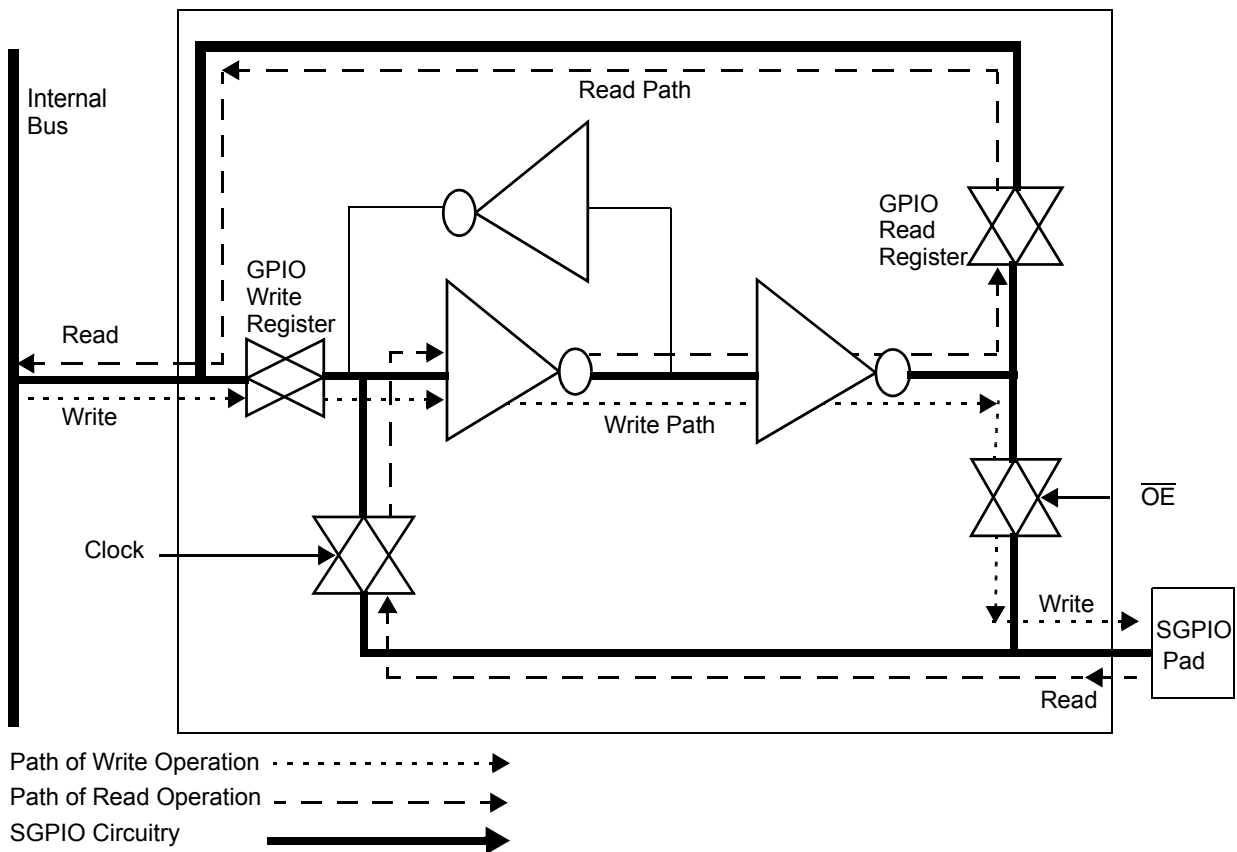 Internal
Bus
Read Path
GPIO
Read
Register
GPIO
Write
Register
Read
Write
Write Path
OE
Clock
Write
SGPIO
Pad
Read
Path of Write Operation
Path of Read Operation
SGPIO Circuitry